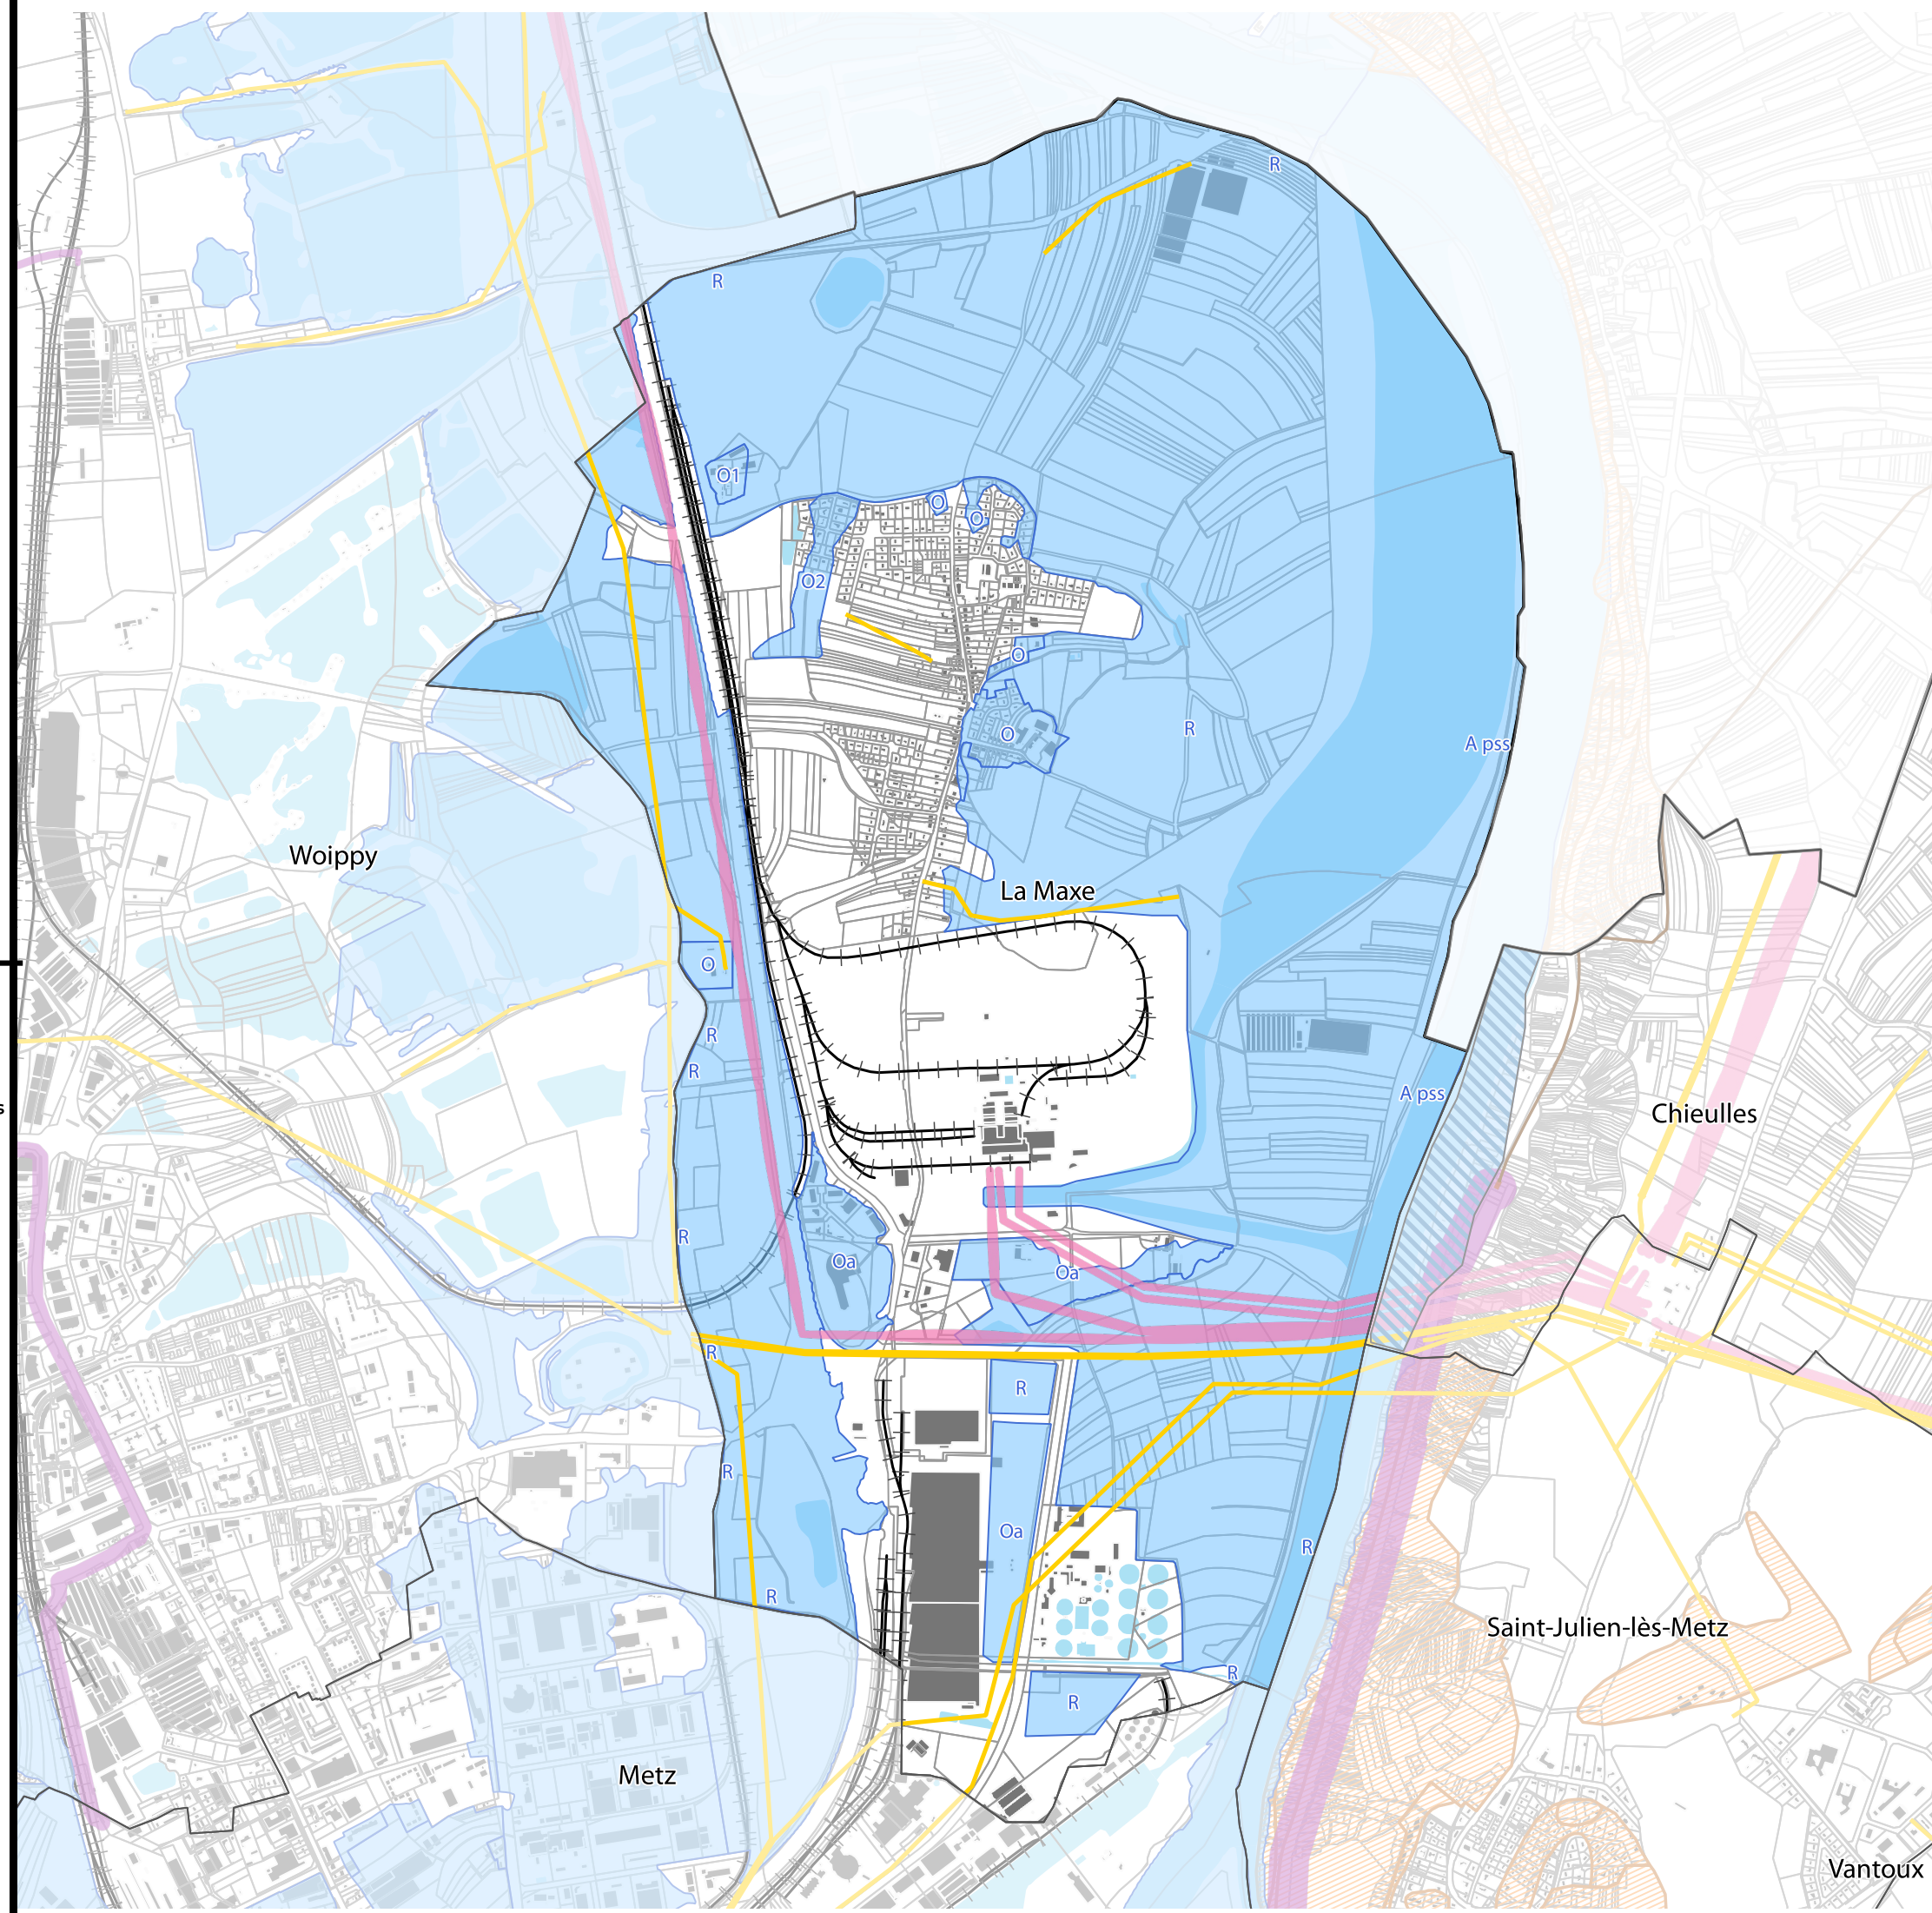 R
R
O1
O
O
O2
O
R
O
A pss
Woippy
La Maxe
O
R
R
A pss
Chieulles
s
R
Oa
Oa
R
R
R
Oa
R
Saint-Julien-lès-Metz
R
R
R
Metz
Vantoux